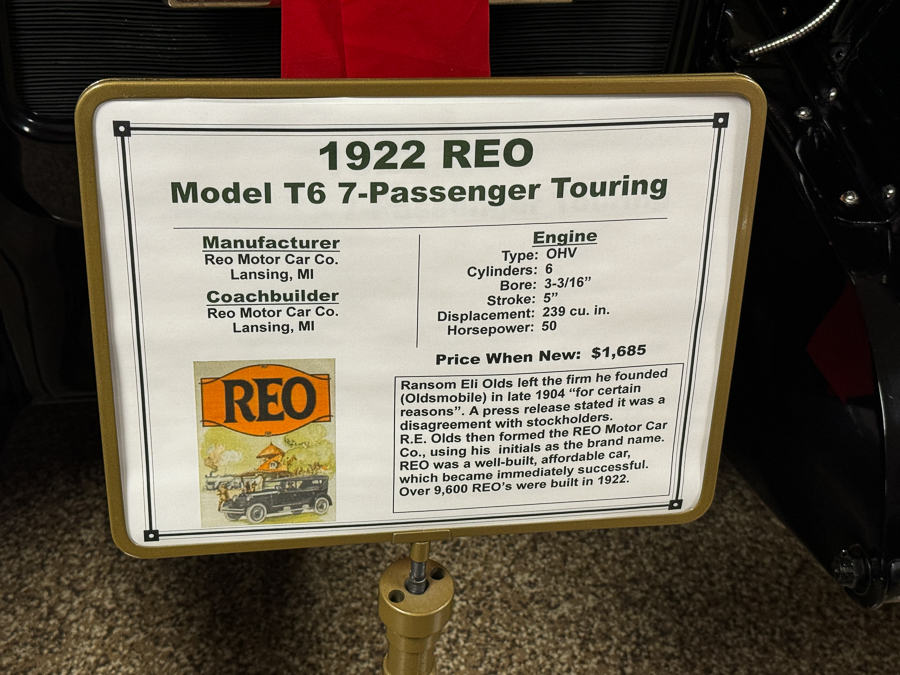 1922 REO
Model T6 7-Passenger Touring
Manufacturer
Reo Motor Car Co.
Lansing, MI
Coachbuilder
Reo Motor Car Co.
Lansing, MI
Engine
Type: OHV
Cylinders: 6
Bore: 3-3/16”
Stroke: 5”
Displacement: 239 cu. in.
Horsepower: 50
Price When New: $1,685
REO
Ransom Eli Olds left the firm he founded
(Oldsmobile) in late 1904 “for certain
reasons”. A press release stated it was a
disagreement with stockholders.
R.E. Olds then formed the REO Motor Car
Co., using his initials as the brand name.
REO was a well-built, affordable car,
which became immediately successful.
Over 9,600 REO's were built in 1922.